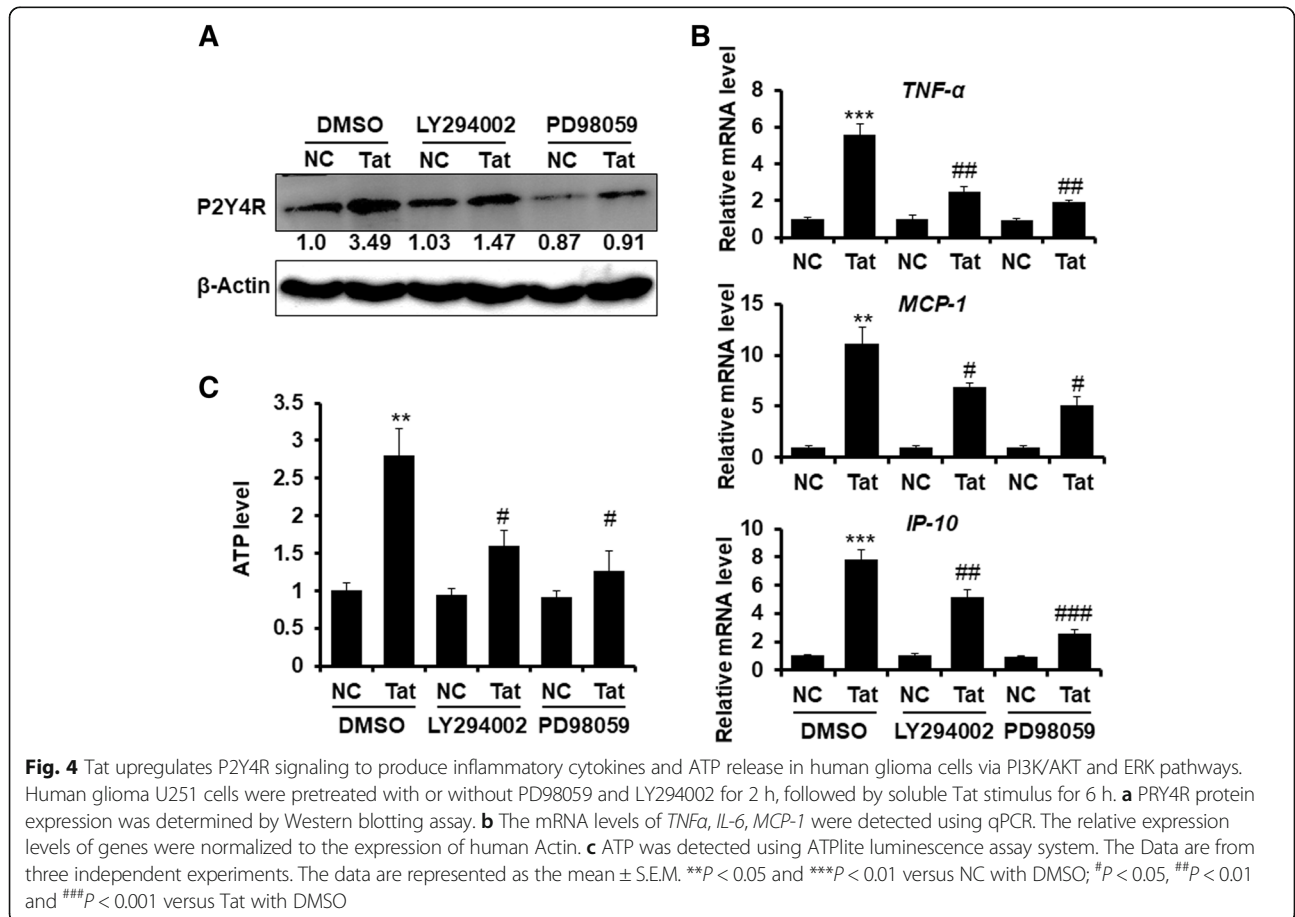 A
DMSO LY294002 PD98059
NC Tat NC Tat NC Tat
P2Y4R
1.0 3.49 1.03 1.47 0.87 0.91
β-Actin
B
TNF-α
Relative mRNA level
8
6
4
2
0
***
##
##
NC Tat NC Tat NC Tat
MCP-1
Relative mRNA level
15
10
5
0
**
#
#
NC Tat NC Tat NC Tat
IP-10
Relative mRNA level
8
6
4
2
0
***
##
###
NC Tat NC Tat NC Tat
DMSO LY294002 PD98059
C
ATP level
3.5
3
2.5
2
1.5
1
0.5
0
**
#
#
NC Tat NC Tat NC Tat
DMSO LY294002 PD98059
Fig. 4 Tat upregulates P2Y4R signaling to produce inflammatory cytokines and ATP release in human glioma cells via PI3K/AKT and ERK pathways.
Human glioma U251 cells were pretreated with or without PD98059 and LY294002 for 2 h, followed by soluble Tat stimulus for 6 h. a PRY4R protein
expression was determined by Western blotting assay. b The mRNA levels of TNFα, IL-6, MCP-1 were detected using qPCR. The relative expression
levels of genes were normalized to the expression of human Actin. c ATP was detected using ATPlite luminescence assay system. The Data are from
three independent experiments. The data are represented as the mean ± S.E.M. **P < 0.05 and ***P < 0.01 versus NC with DMSO; #P < 0.05, ##P < 0.01
and ###P < 0.001 versus Tat with DMSO